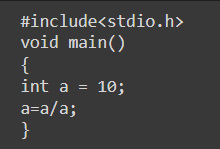 #include<stdio.h>
void main()
{
int a = 10;
a=a/a;
}